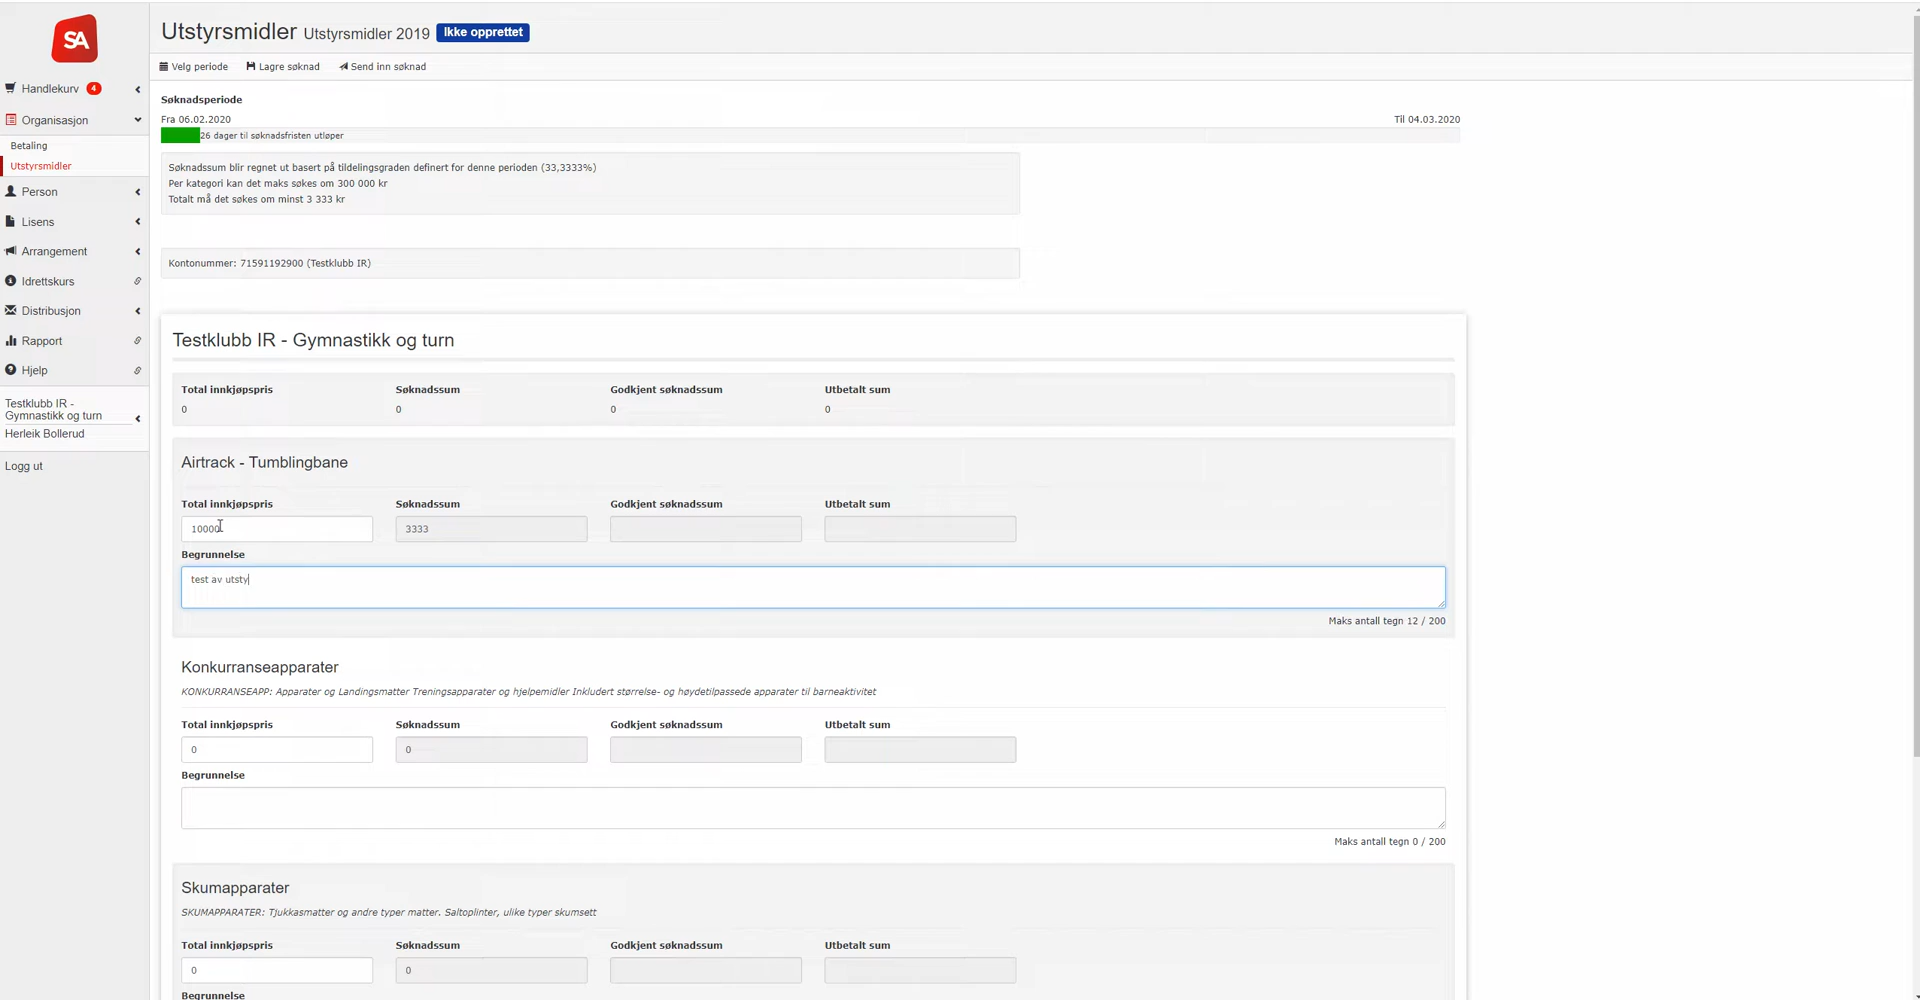 SA
Handlekurv 4
Organisasjon
Betaling
Utstyrsmidler
Person
Lisens
Arrangement
Idrettskurs
Distribusjon
Rapport
Hjelp
Testklubb IR -
Gymnastikk og turn
Herleik Bollerud
Logg ut
Utstyrsmidler Utstyrsmidler 2019 Ikke opprettet
Velg periode Lagre søknad Send inn søknad
Søknadsperiode
Fra 06.02.2020 Til 04.03.2020
26 dager til søknadsfristen utløper
Søknadssum blir regnet ut basert på tildelingsgraden definert for denne perioden (33,3333%)
Per kategori kan det maks søkes om 300 000 kr
Totalt må det søkes om minst 3 333 kr
Kontonummer: 71591192900 (Testklubb IR)
Testklubb IR - Gymnastikk og turn
Total innkjøpspris Søknadssum Godkjent søknadssum Utbetalt sum
0 0 0 0
Airtrack - Tumblingbane
Total innkjøpspris Søknadssum Godkjent søknadssum Utbetalt sum
10000 3333
Begrunnelse
test av utsty
Maks antall tegn 12 / 200
Konkurranseapparater
KONKURRANSEAPP: Apparater og Landingsmatter Treningsapparater og hjelpemidler Inkludert størrelse- og høydetilpassede apparater til barneaktivitet
Total innkjøpspris Søknadssum Godkjent søknadssum Utbetalt sum
0 0
Begrunnelse
Maks antall tegn 0 / 200
Skumapparater
SKUMAPPARATER: Tjukkasmatter og andre typer matter. Saltoplinter, ulike typer skumsett
Total innkjøpspris Søknadssum Godkjent søknadssum Utbetalt sum
0 0
Begrunnelse